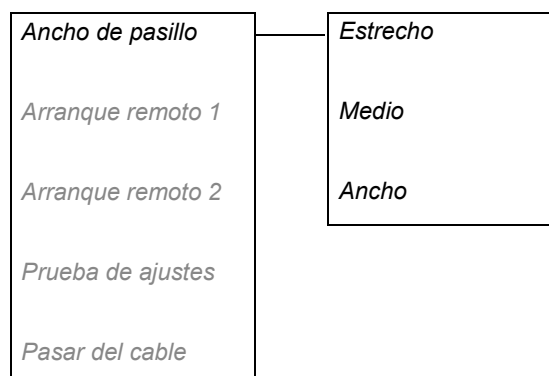 Ancho de pasillo
Arranque remoto 1
Arranque remoto 2
Prueba de ajustes
Pasar del cable
Estrecho
Medio
Ancho